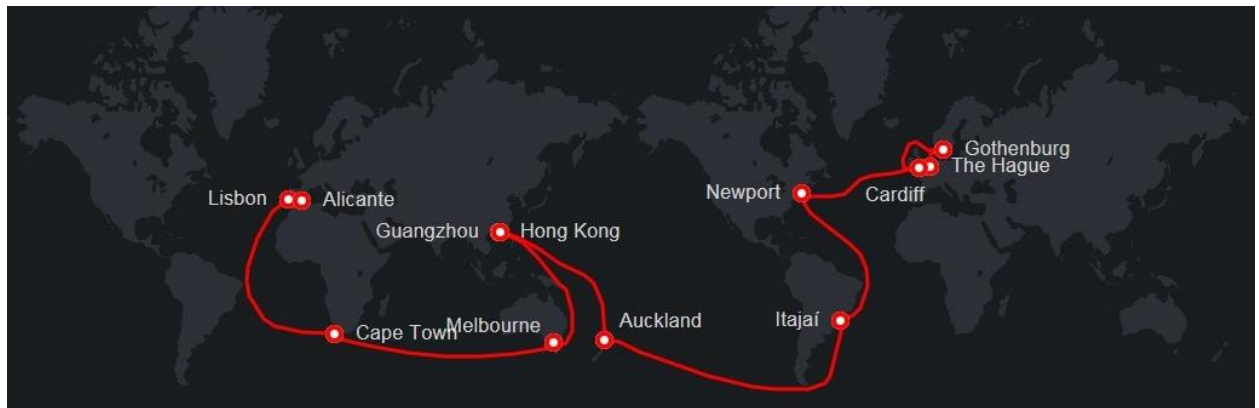 Gothenburg
The Hague
Lisbon
Alicante
Newport
Cardiff
Guangzhou
Hong Kong
Melbourne
Auckland
Itajaí
Cape Town